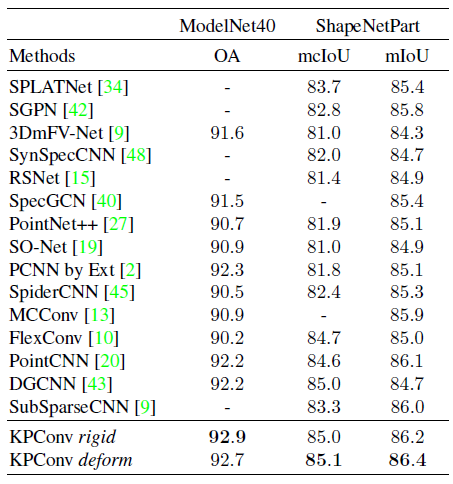 ModelNet40 ShapeNetPart
Methods OA mcIoU mIoU
SPLATNet [34] - 83.7 85.4
SGPN [42] - 82.8 85.8
3DmFV-Net [9] 91.6 81.0 84.3
SynSpecCNN [48] - 82.0 84.7
RSNet [15] - 81.4 84.9
SpecGCN [40] 91.5 - 85.4
PointNet++ [27] 90.7 81.9 85.1
SO-Net [19] 90.9 81.0 84.9
PCNN by Ext [2] 92.3 81.8 85.1
SpiderCNN [45] 90.5 82.4 85.3
MCConv [13] 90.9 - 85.9
FlexConv [10] 90.2 84.7 85.0
PointCNN [20] 92.2 84.6 86.1
DGCNN [43] 92.2 85.0 84.7
SubSparseCNN [9] - 83.3 86.0
KPConv rigid 92.9 85.0 86.2
KPConv deform 92.7 85.1 86.4